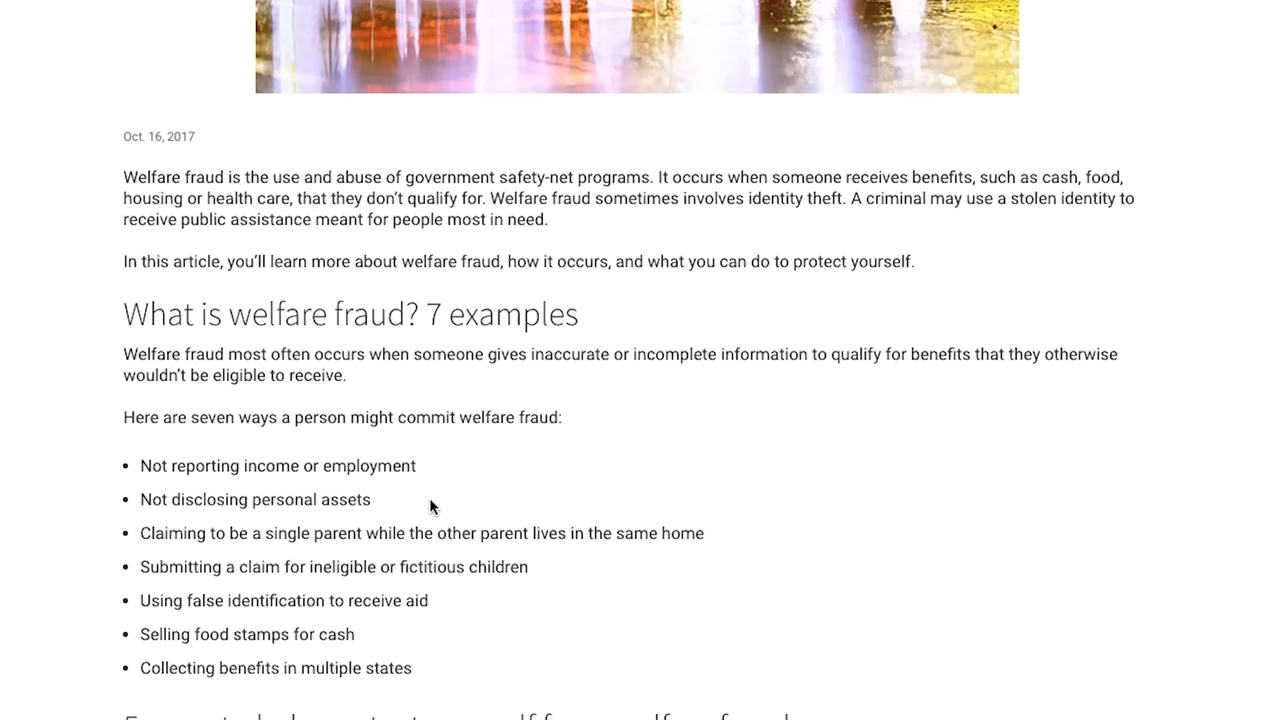 Oct. 16, 2017
Welfare fraud is the use and abuse of government safety-net programs. It occurs when someone receives benefits, such as cash, food,
housing or health care, that they don’t qualify for. Welfare fraud sometimes involves identity theft. A criminal may use a stolen identity to
receive public assistance meant for people most in need.
In this article, you’ll learn more about welfare fraud, how it occurs, and what you can do to protect yourself.
What is welfare fraud? 7 examples
Welfare fraud most often occurs when someone gives inaccurate or incomplete information to qualify for benefits that they otherwise
wouldn’t be eligible to receive.
Here are seven ways a person might commit welfare fraud:
• Not reporting income or employment
• Not disclosing personal assets
• Claiming to be a single parent while the other parent lives in the same home
• Submitting a claim for ineligible or fictitious children
• Using false identification to receive aid
• Selling food stamps for cash
• Collecting benefits in multiple states